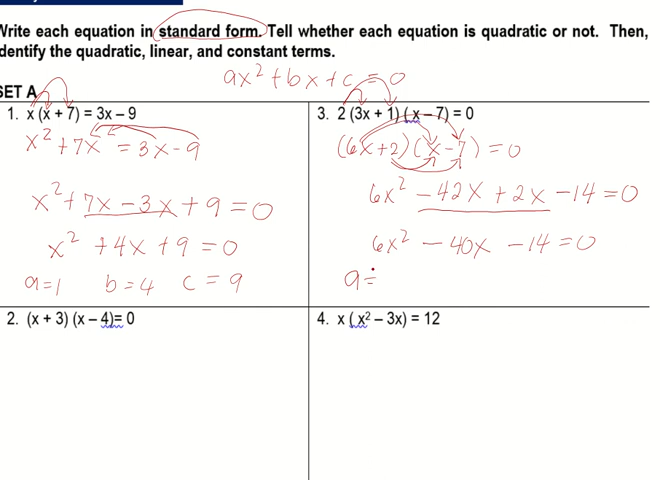 Write each equation in standard form. Tell whether each equation is quadratic or not. Then,
identify the quadratic, linear, and constant terms.
ax² + bx + c = 0
SET A
1. x (x + 7) = 3x – 9
x² + 7x = 3x – 9
x² + 7x – 3x + 9 = 0
x² + 4x + 9 = 0
a=1 b=4 c = 9
3. 2 (3x + 1) ( x – 7) = 0
(6x+2)(x–7) = 0
6x² – 42x + 2x – 14 = 0
6x² – 40x – 14 = 0
a=
2. (x + 3) (x – 4)= 0
4. x ( x² – 3x) = 12